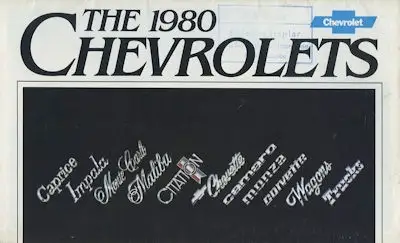 THE 1980
CHEVROLETS
Chevrolet
Caprice
Impala
Monte Carlo
Malibu
CITATION
Chevette
camaro
monza
corvette
Wagons
Trucks